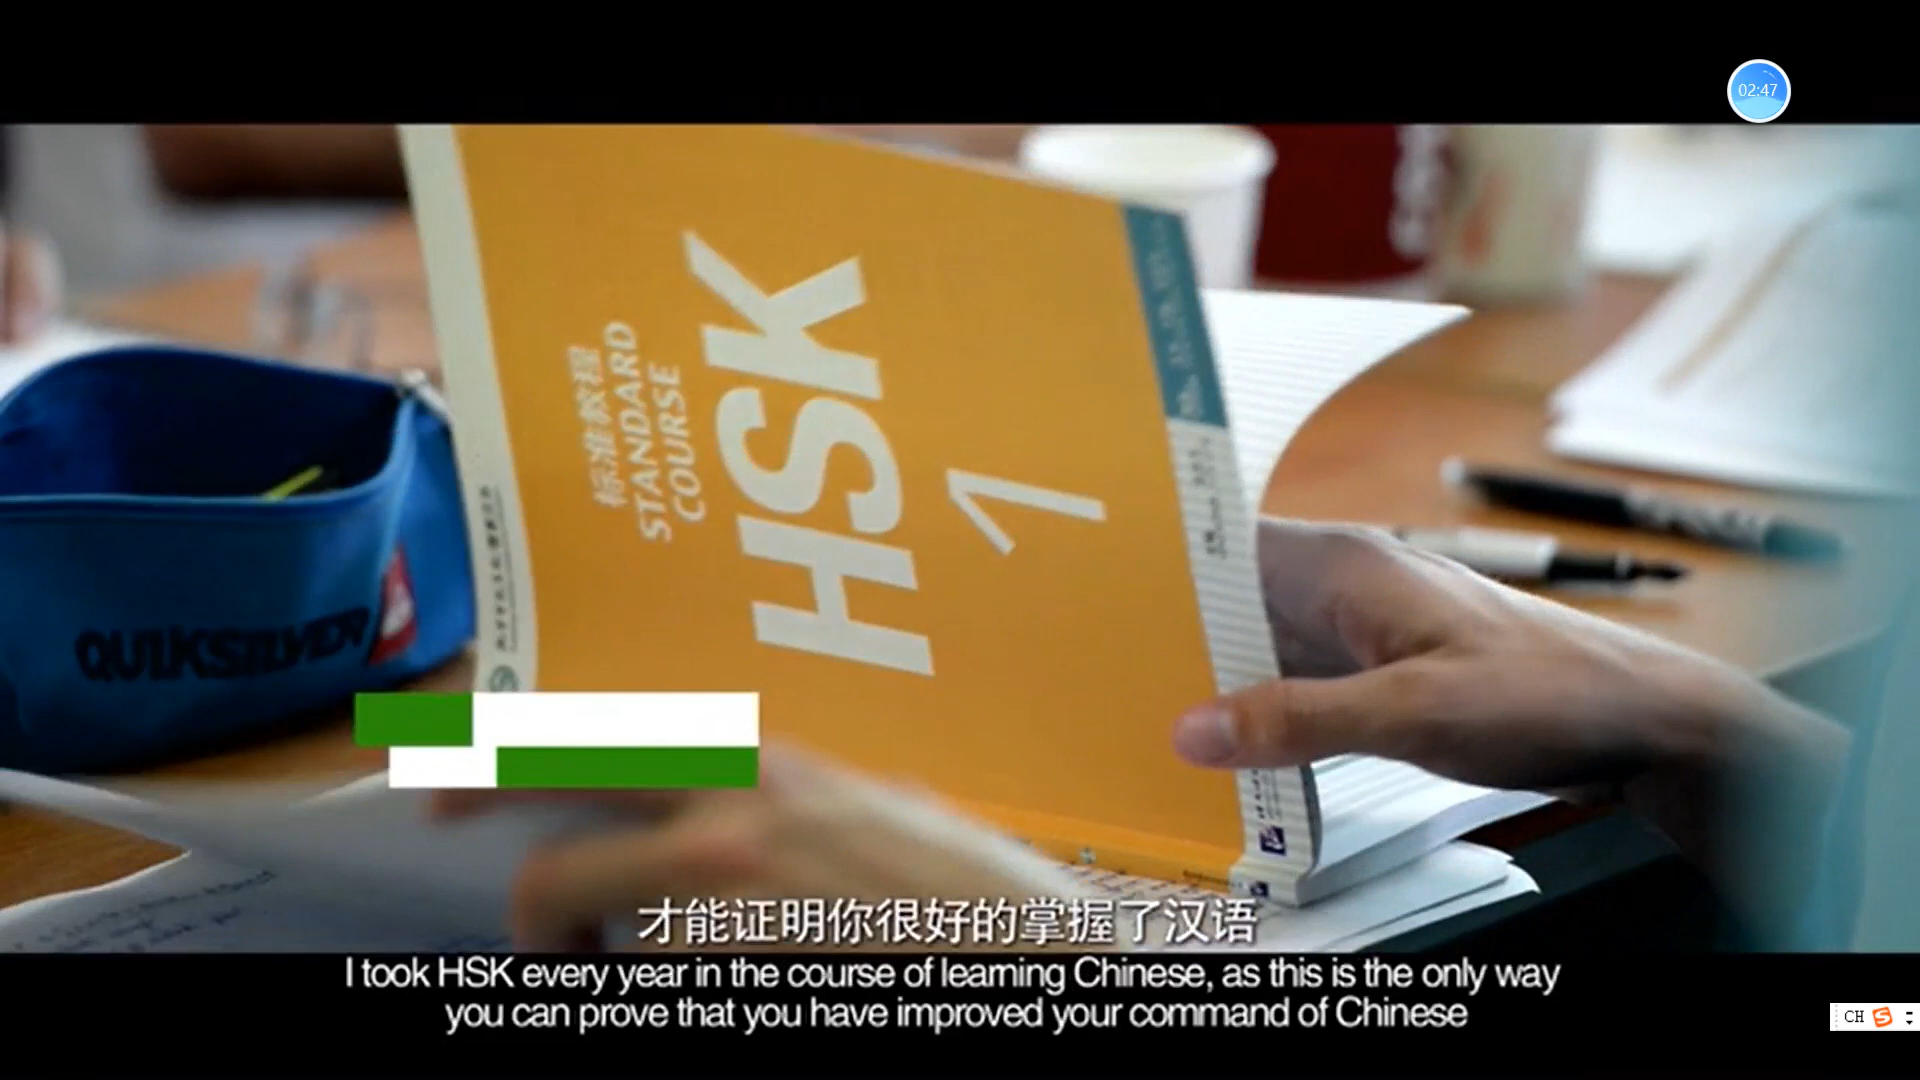 02:47
标准教程
STANDARD
COURSE
HSK
1
QUIKSILVER
才能证明你很好的掌握了汉语
I took HSK every year in the course of learning Chinese, as this is the only way
you can prove that you have improved your command of Chinese
CH